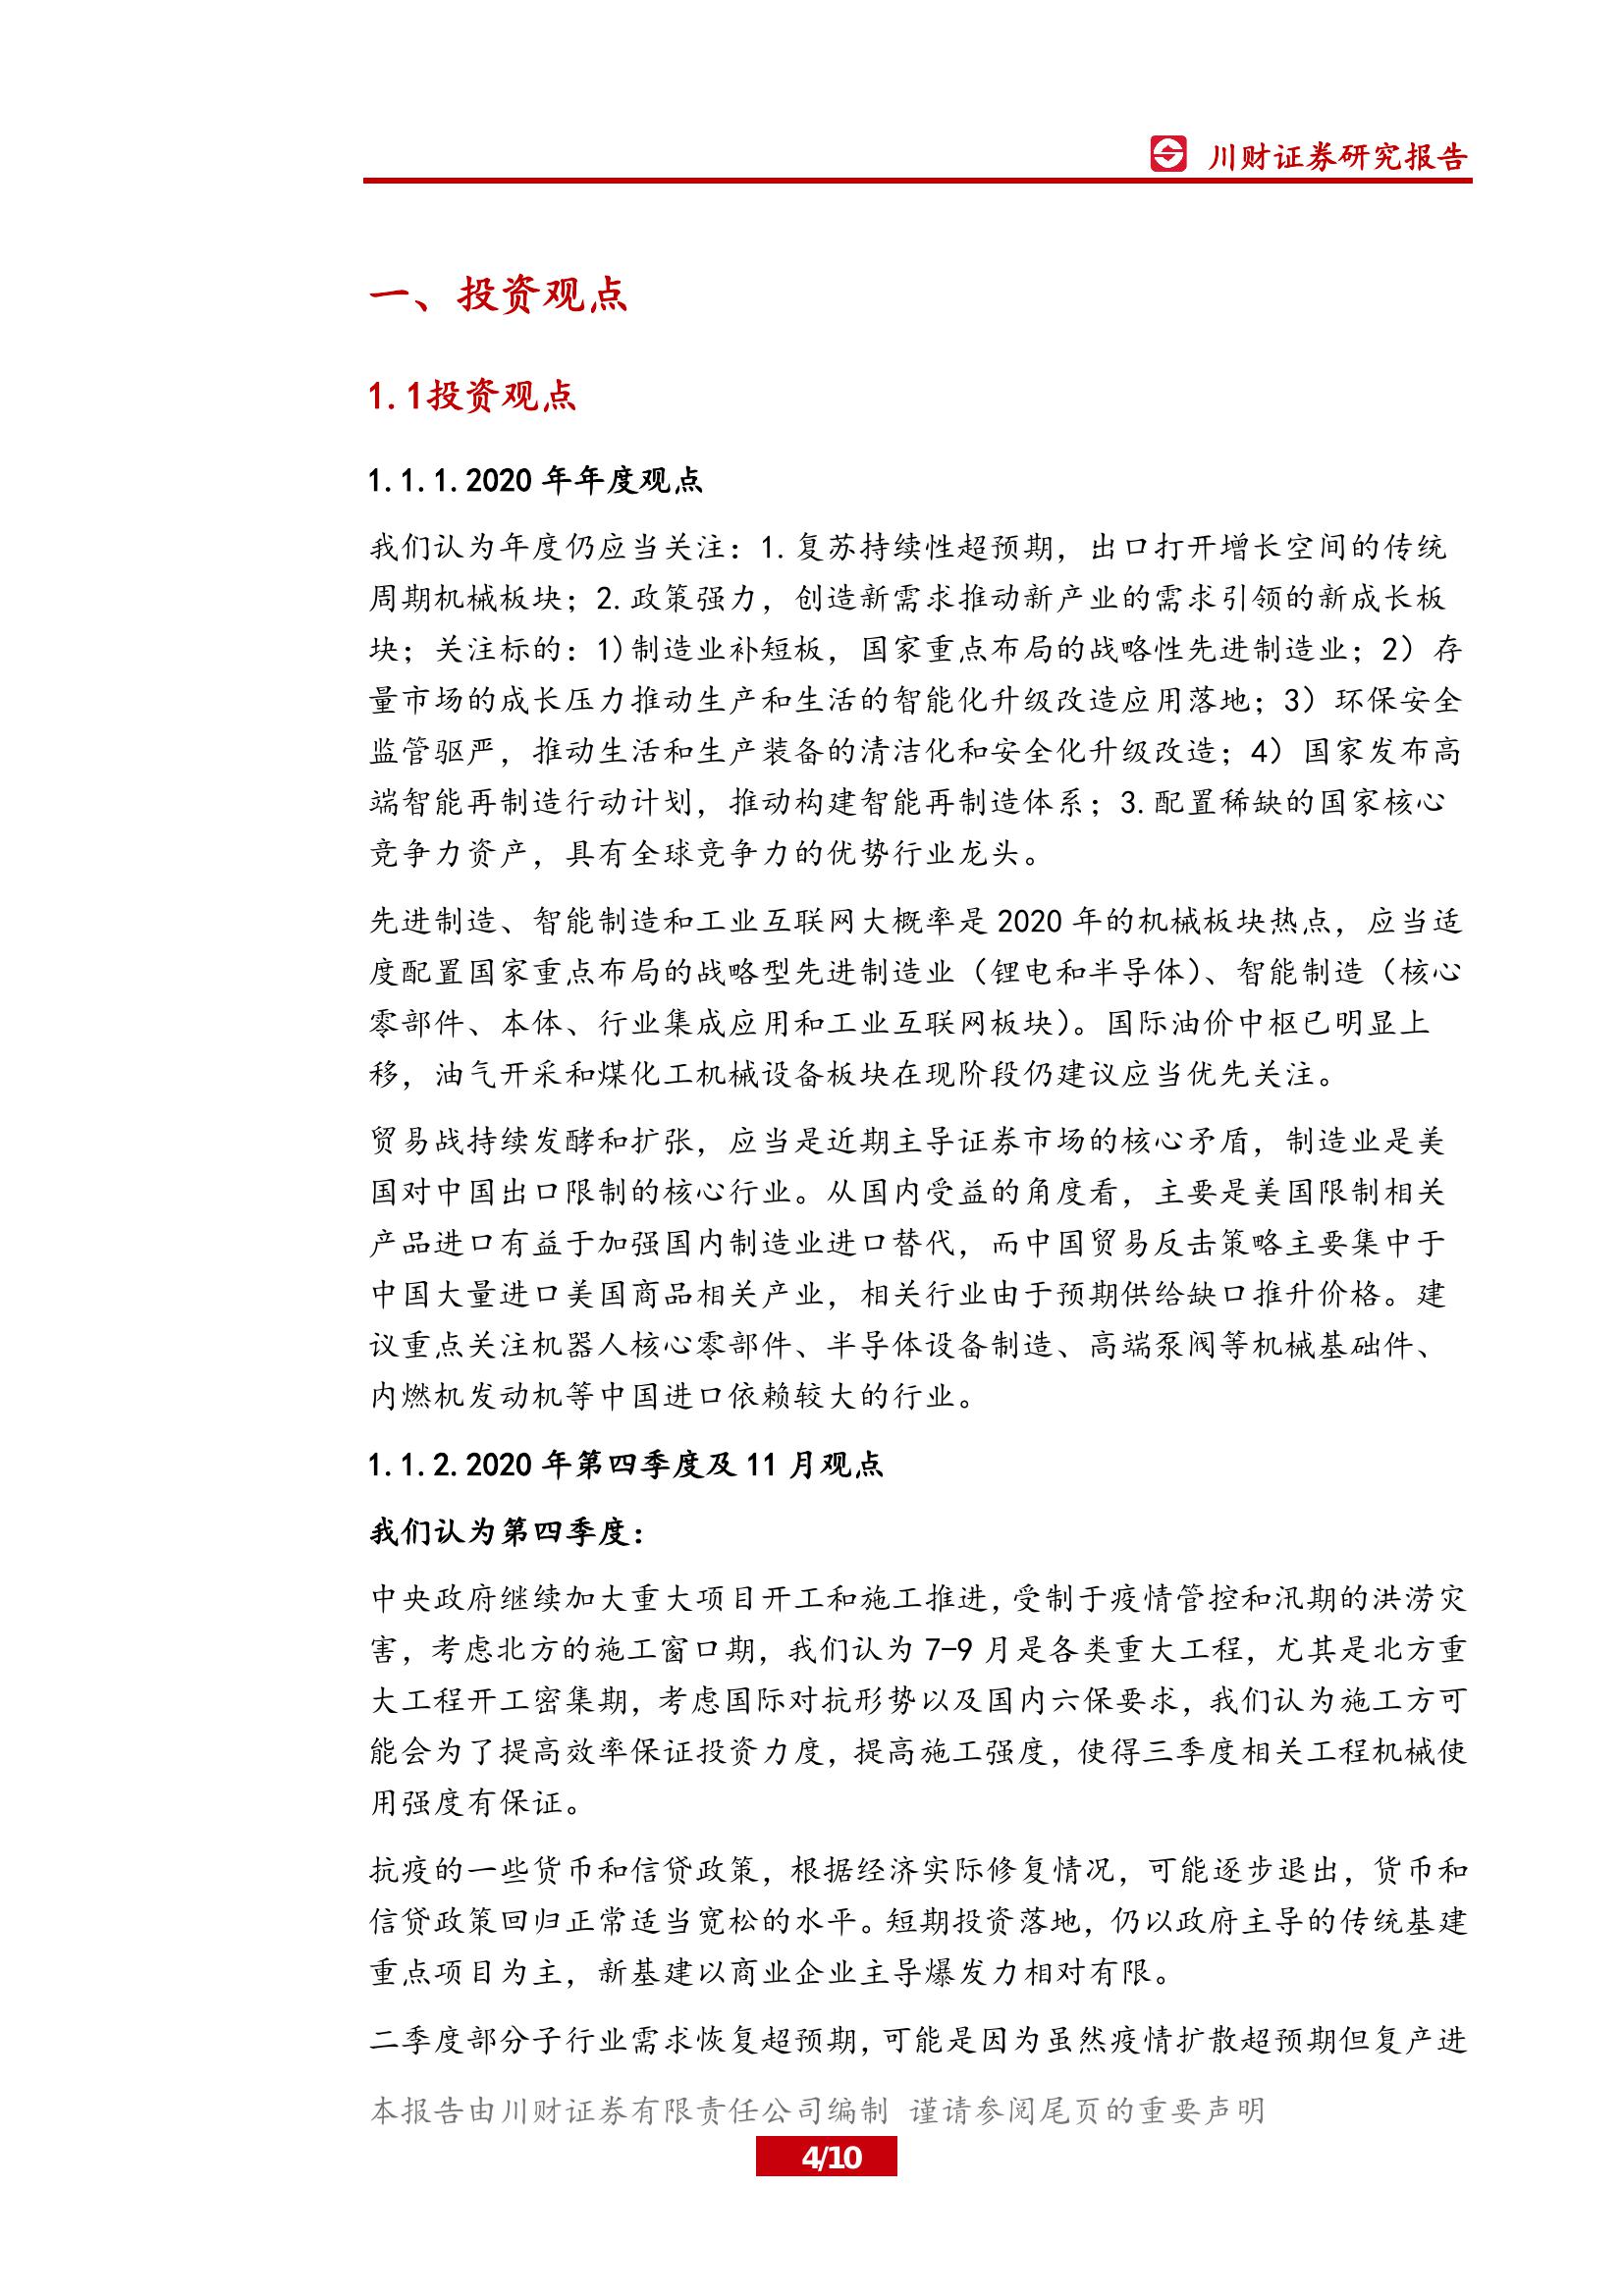 川财证券研究报告
一、投资观点
1.1投资观点
1.1.1.2020 年年度观点
我们认为年度仍应当关注：1.复苏持续性超预期，出口打开增长空间的传统
周期机械板块；2.政策强力，创造新需求推动新产业的需求引领的新成长板
块；关注标的：1)制造业补短板，国家重点布局的战略性先进制造业；2）存
量市场的成长压力推动生产和生活的智能化升级改造应用落地；3）环保安全
监管驱严，推动生活和生产装备的清洁化和安全化升级改造；4）国家发布高
端智能再制造行动计划，推动构建智能再制造体系；3.配置稀缺的国家核心
竞争力资产，具有全球竞争力的优势行业龙头。
先进制造、智能制造和工业互联网大概率是 2020 年的机械板块热点，应当适
度配置国家重点布局的战略型先进制造业（锂电和半导体）、智能制造（核心
零部件、本体、行业集成应用和工业互联网板块）。国际油价中枢已明显上
移，油气开采和煤化工机械设备板块在现阶段仍建议应当优先关注。
贸易战持续发酵和扩张，应当是近期主导证券市场的核心矛盾，制造业是美
国对中国出口限制的核心行业。从国内受益的角度看，主要是美国限制相关
产品进口有益于加强国内制造业进口替代，而中国贸易反击策略主要集中于
中国大量进口美国商品相关产业，相关行业由于预期供给缺口推升价格。建
议重点关注机器人核心零部件、半导体设备制造、高端泵阀等机械基础件、
内燃机发动机等中国进口依赖较大的行业。
1.1.2.2020 年第四季度及 11 月观点
我们认为第四季度：
中央政府继续加大重大项目开工和施工推进，受制于疫情管控和汛期的洪涝灾
害，考虑北方的施工窗口期，我们认为 7-9 月是各类重大工程，尤其是北方重
大工程开工密集期，考虑国际对抗形势以及国内六保要求，我们认为施工方可
能会为了提高效率保证投资力度，提高施工强度，使得三季度相关工程机械使
用强度有保证。
抗疫的一些货币和信贷政策，根据经济实际修复情况，可能逐步退出，货币和
信贷政策回归正常适当宽松的水平。短期投资落地，仍以政府主导的传统基建
重点项目为主，新基建以商业企业主导爆发力相对有限。
二季度部分子行业需求恢复超预期，可能是因为虽然疫情扩散超预期但复产进
本报告由川财证券有限责任公司编制 谨请参阅尾页的重要声明
4/10